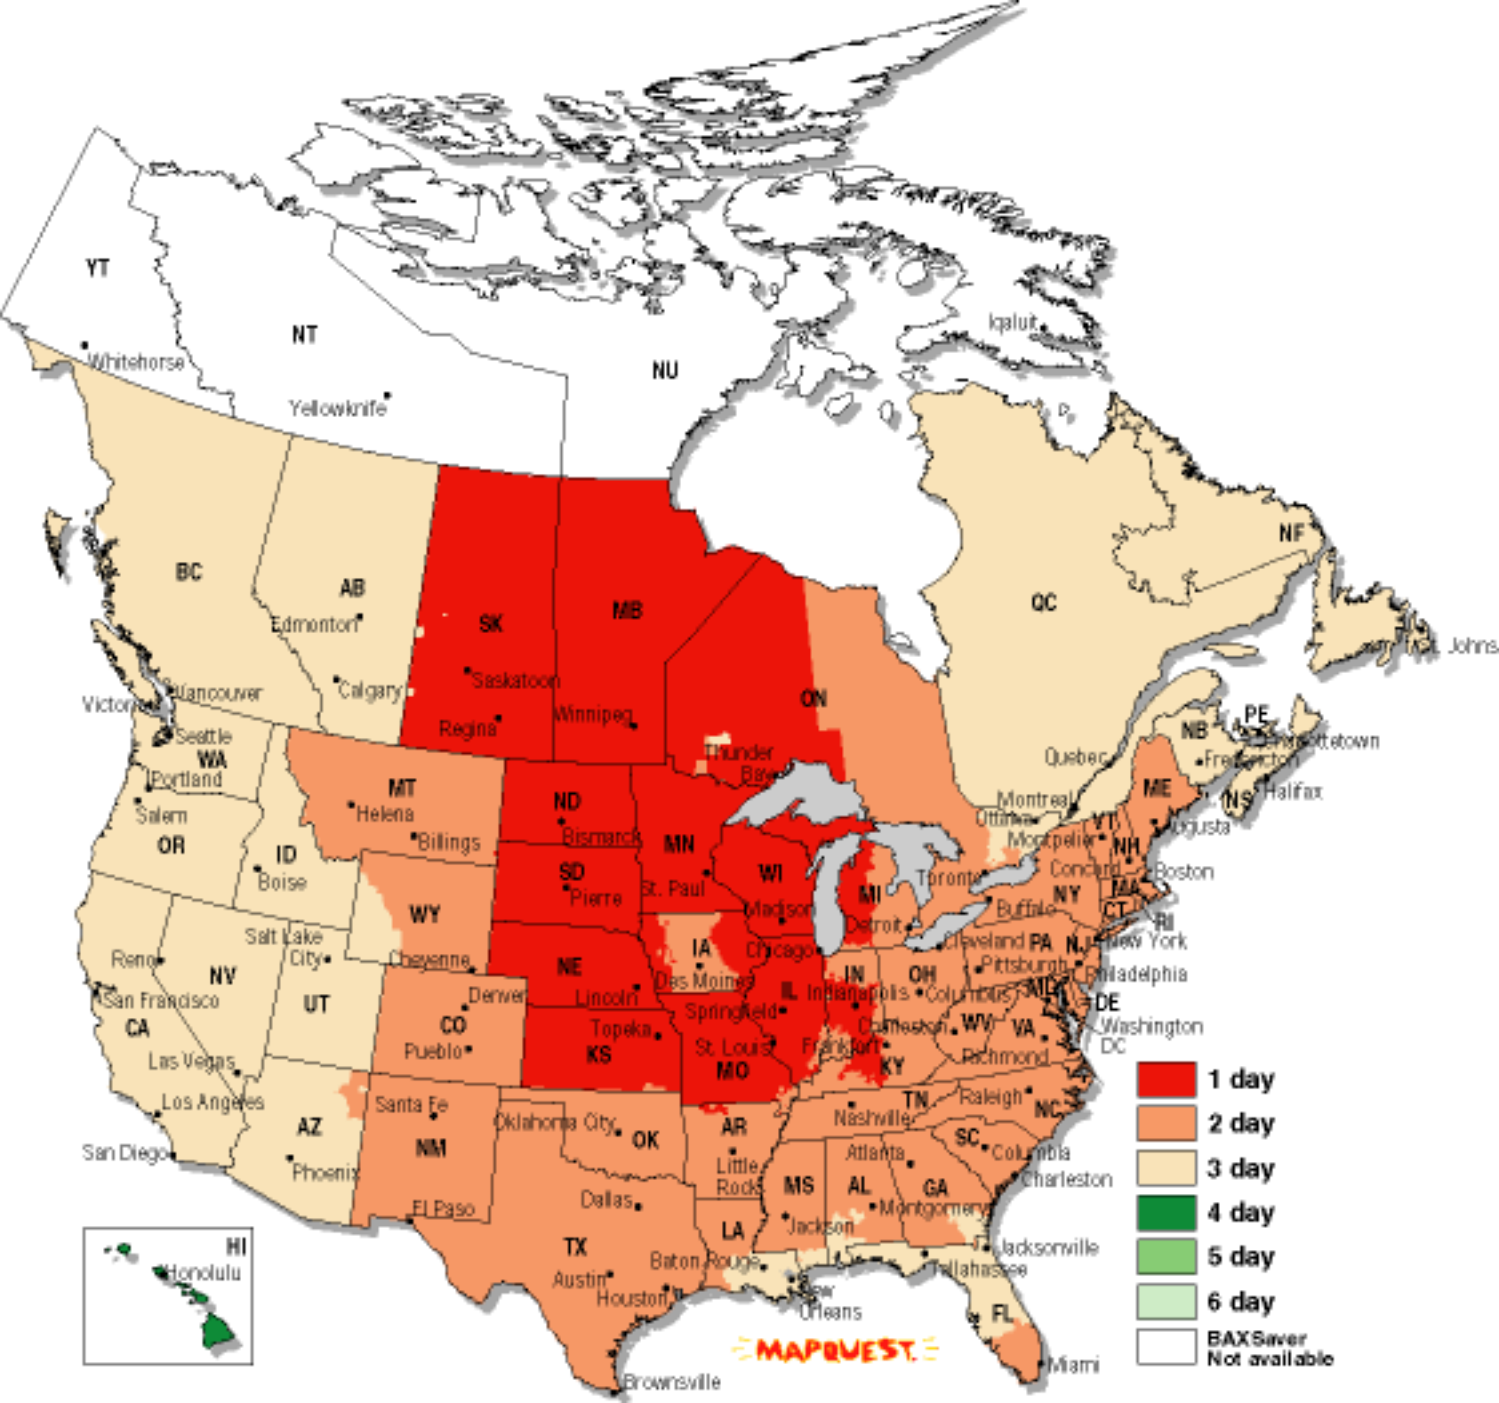 YT
NT
NU
Iqaluit
Whitehorse
Yellowknife
NF
BC
AB
SK
MB
QC
Edmonton
St. Johns
Saskatoon
Calgary
ON
Vancouver
Victoria
Regina
Winnipeg
PE
NB
Charlottetown
Seattle
WA
Thunder
Bay
Quebec
Fredericton
Portland
MT
ME
Halifax
NS
Helena
ND
Montreal
Salem
Ottawa
VT
Augusta
OR
Billings
Bismarck
MN
Montpelier
NH
ID
SD
WI
Concord
Boston
Boise
Pierre
St. Paul
MI
Toronto
MA
NY
WY
Madison
Buffalo
CT
RI
Detroit
Salt Lake
City
IA
Chicago
Cleveland
PA
NJ
New York
Reno
Cheyenne
NE
Des Moines
IN
OH
Pittsburgh
Philadelphia
NV
Lincoln
IL
Indianapolis
Columbus
MD
San Francisco
UT
Denver
Springfield
DE
CA
CO
Topeka
Charleston
WV
VA
Washington
DC
Pueblo
KS
St. Louis
Frankfort
Richmond
Las Vegas
MO
KY
Los Angeles
Santa Fe
Oklahoma City
TN
Raleigh
NC
AZ
NM
OK
AR
Nashville
SC
San Diego
Phoenix
Little
Rock
Atlanta
Columbia
Charleston
El Paso
Dallas
MS
AL
GA
Montgomery
Jackson
HI
TX
LA
Baton Rouge
Jacksonville
Tallahassee
Honolulu
Austin
Houston
New
Orleans
FL
Miami
Brownsville
MAPQUEST.
1 day
2 day
3 day
4 day
5 day
6 day
BAXSaver
Not available